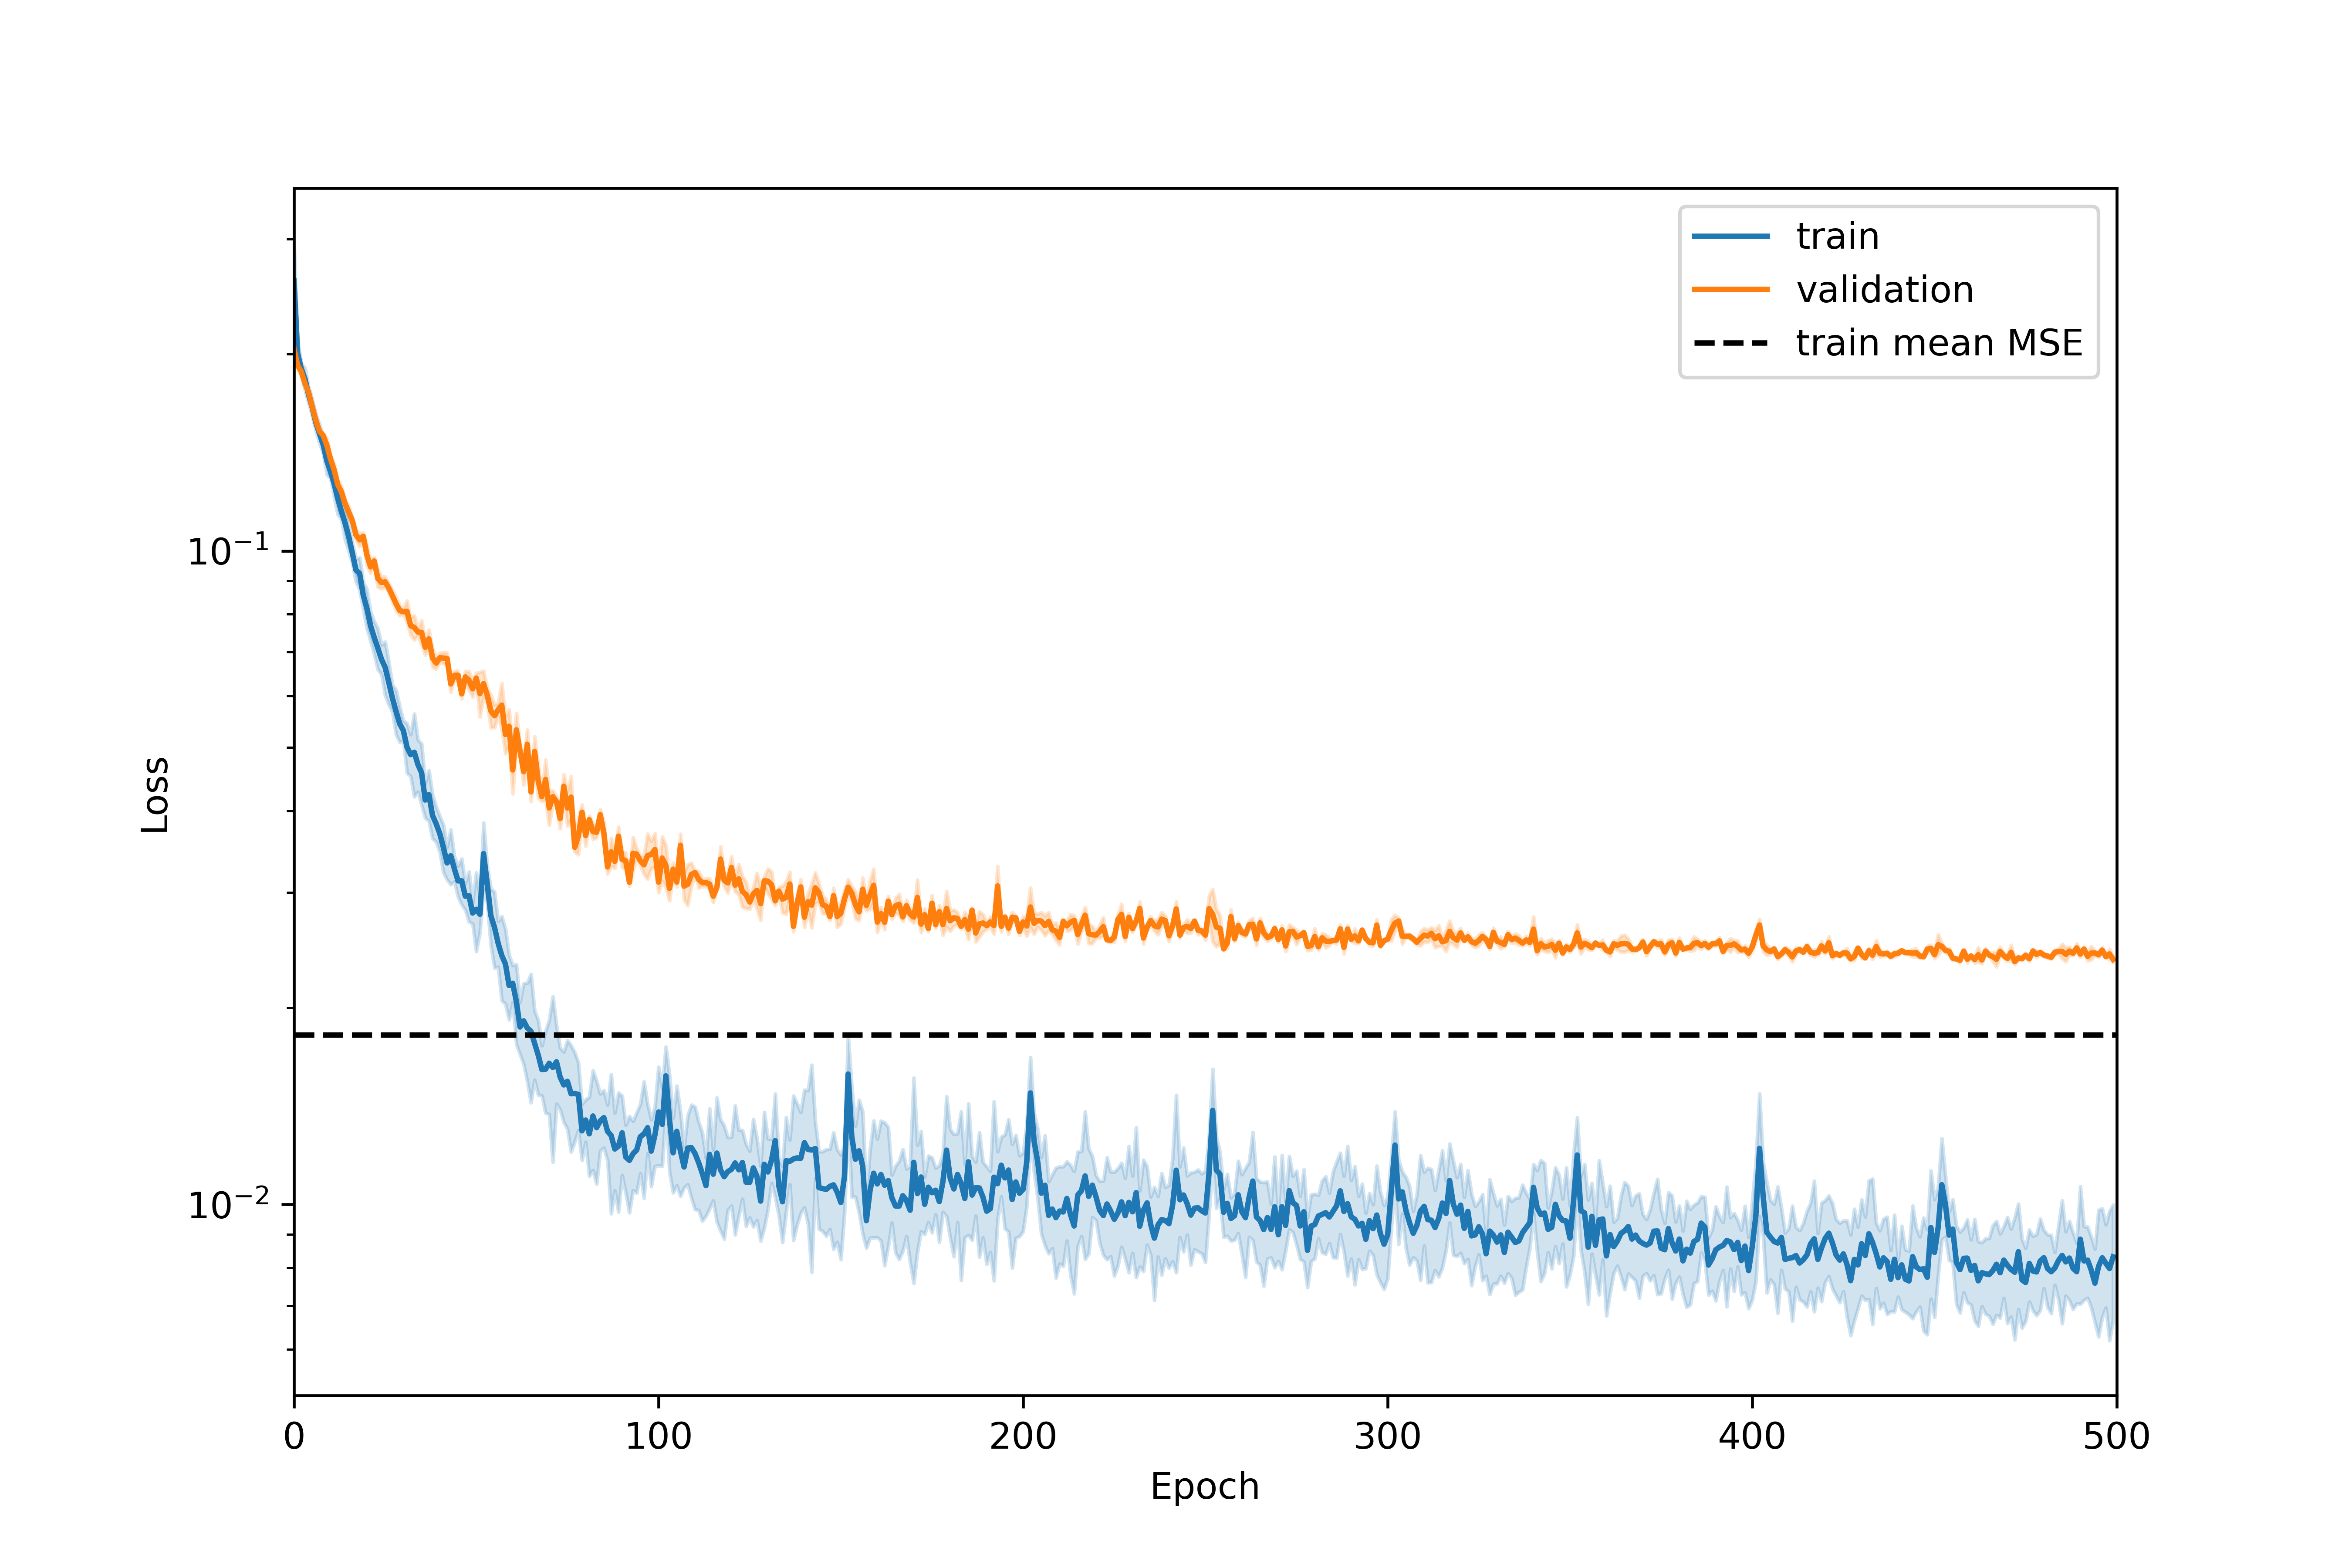 train
validation
train mean MSE
10⁻¹
10⁻²
Loss
0 100 200 300 400 500
Epoch